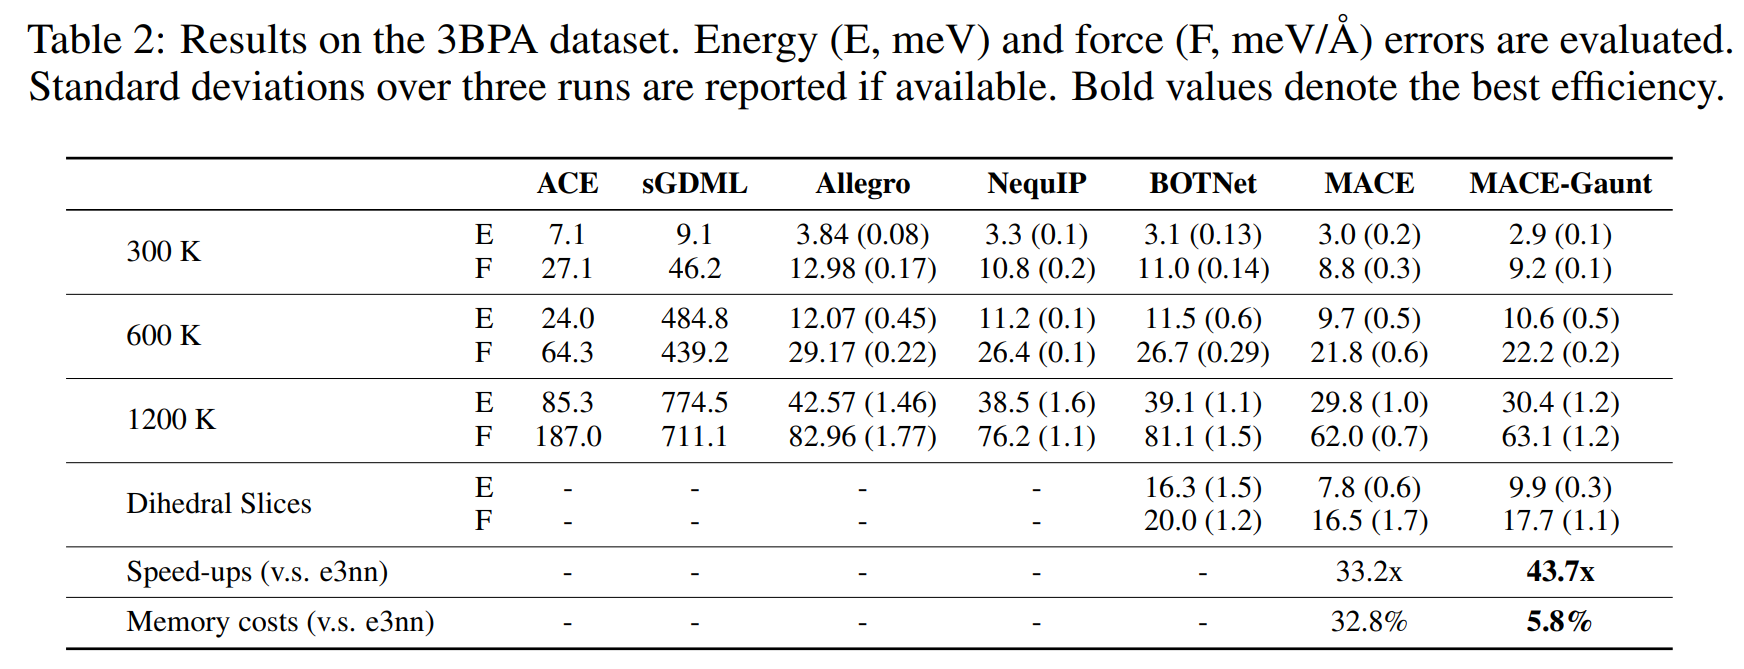 Table 2: Results on the 3BPA dataset. Energy (E, meV) and force (F, meV/Å) errors are evaluated.
Standard deviations over three runs are reported if available. Bold values denote the best efficiency.
ACE sGDML Allegro NequIP BOTNet MACE MACE-Gaunt
300 K E 7.1 9.1 3.84 (0.08) 3.3 (0.1) 3.1 (0.13) 3.0 (0.2) 2.9 (0.1)
F 27.1 46.2 12.98 (0.17) 10.8 (0.2) 11.0 (0.14) 8.8 (0.3) 9.2 (0.1)
600 K E 24.0 484.8 12.07 (0.45) 11.2 (0.1) 11.5 (0.6) 9.7 (0.5) 10.6 (0.5)
F 64.3 439.2 29.17 (0.22) 26.4 (0.1) 26.7 (0.29) 21.8 (0.6) 22.2 (0.2)
1200 K E 85.3 774.5 42.57 (1.46) 38.5 (1.6) 39.1 (1.1) 29.8 (1.0) 30.4 (1.2)
F 187.0 711.1 82.96 (1.77) 76.2 (1.1) 81.1 (1.5) 62.0 (0.7) 63.1 (1.2)
Dihedral Slices E - - - - 16.3 (1.5) 7.8 (0.6) 9.9 (0.3)
F - - - - 20.0 (1.2) 16.5 (1.7) 17.7 (1.1)
Speed-ups (v.s. e3nn) - - - - - 33.2x 43.7x
Memory costs (v.s. e3nn) - - - - - 32.8% 5.8%